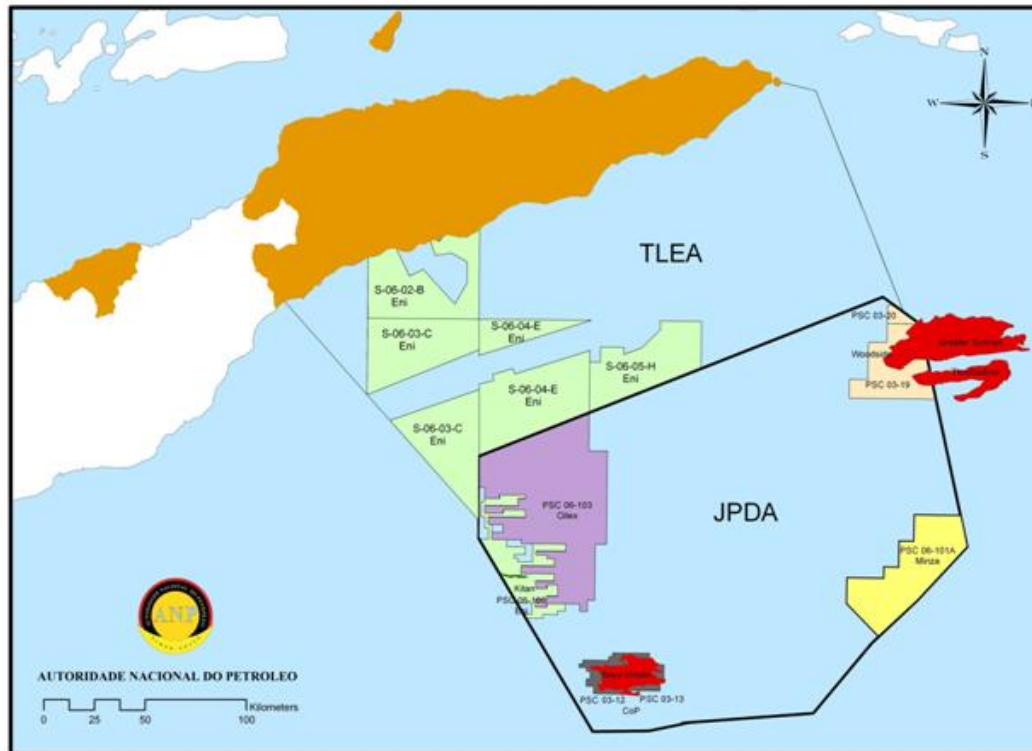 N
W
S
TLEA
S-06-02-B
Eni
S-06-03-C
Eni
S-06-04-E
Eni
S-06-05-H
Eni
S-06-04-E
Eni
S-06-03-C
Eni
PSC 03-20
Woodside
Greater Sunrise
PSC 03-19
PSC 06-103
Oilex
JPDA
PSC 06-101A
Minza
Kitan
Eni
PSC 03-12
PSC 03-13
CoP
ANP
AUTORIDADE NACIONAL DO PETROLEO
Kilometers
0 25 50 100